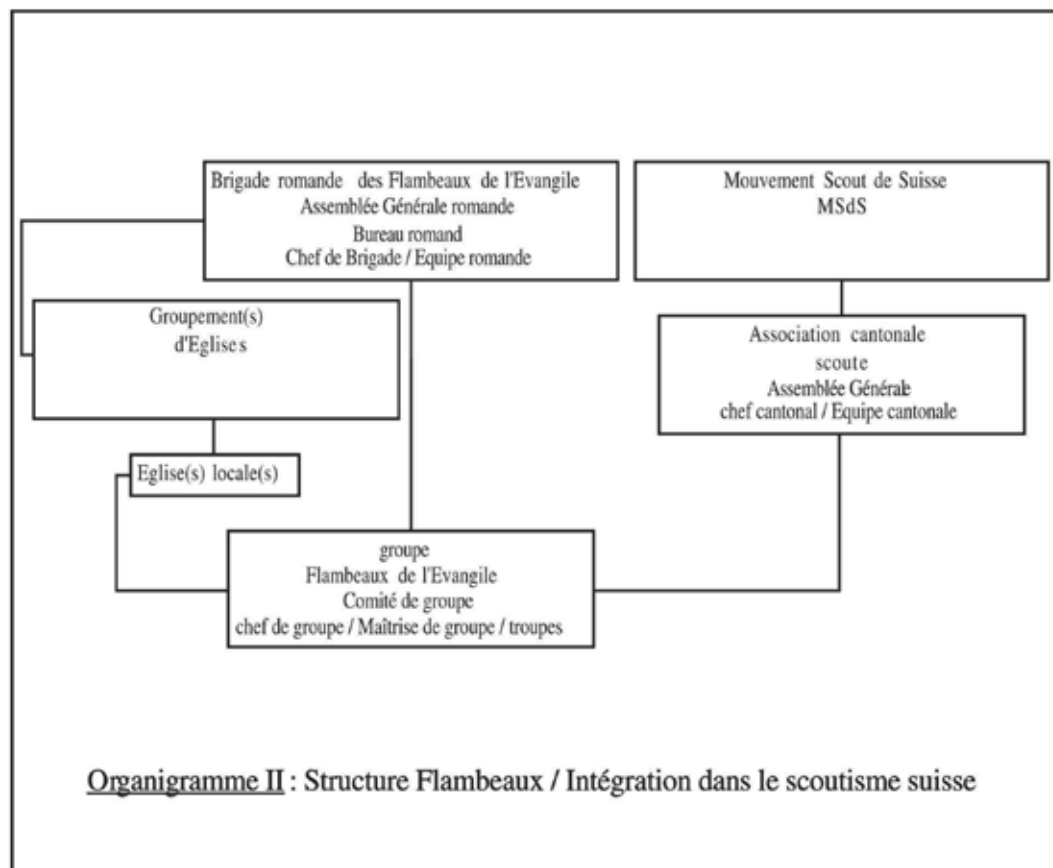 Brigade romande des Flambeaux de l'Evangile
Assemblée Générale romande
Bureau romand
Chef de Brigade / Equipe romande
Mouvement Scout de Suisse
MSdS
Groupement(s)
d'Eglises
Association cantonale
scoute
Assemblée Générale
chef cantonal / Equipe cantonale
Eglise(s) locale(s)
groupe
Flambeaux de l'Evangile
Comité de groupe
chef de groupe / Maîtrise de groupe / troupes
Organigramme II : Structure Flambeaux / Intégration dans le scoutisme suisse